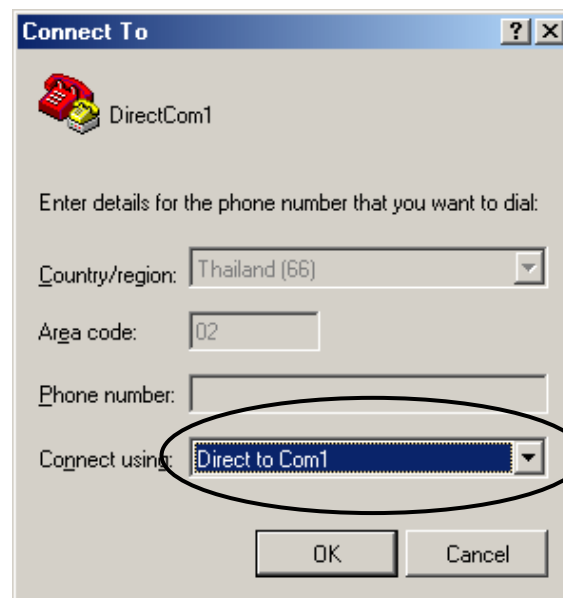 Connect To
DirectCom1
Enter details for the phone number that you want to dial:
Country/region: Thailand (66)
Area code: 02
Phone number:
Connect using: Direct to Com1
OK Cancel